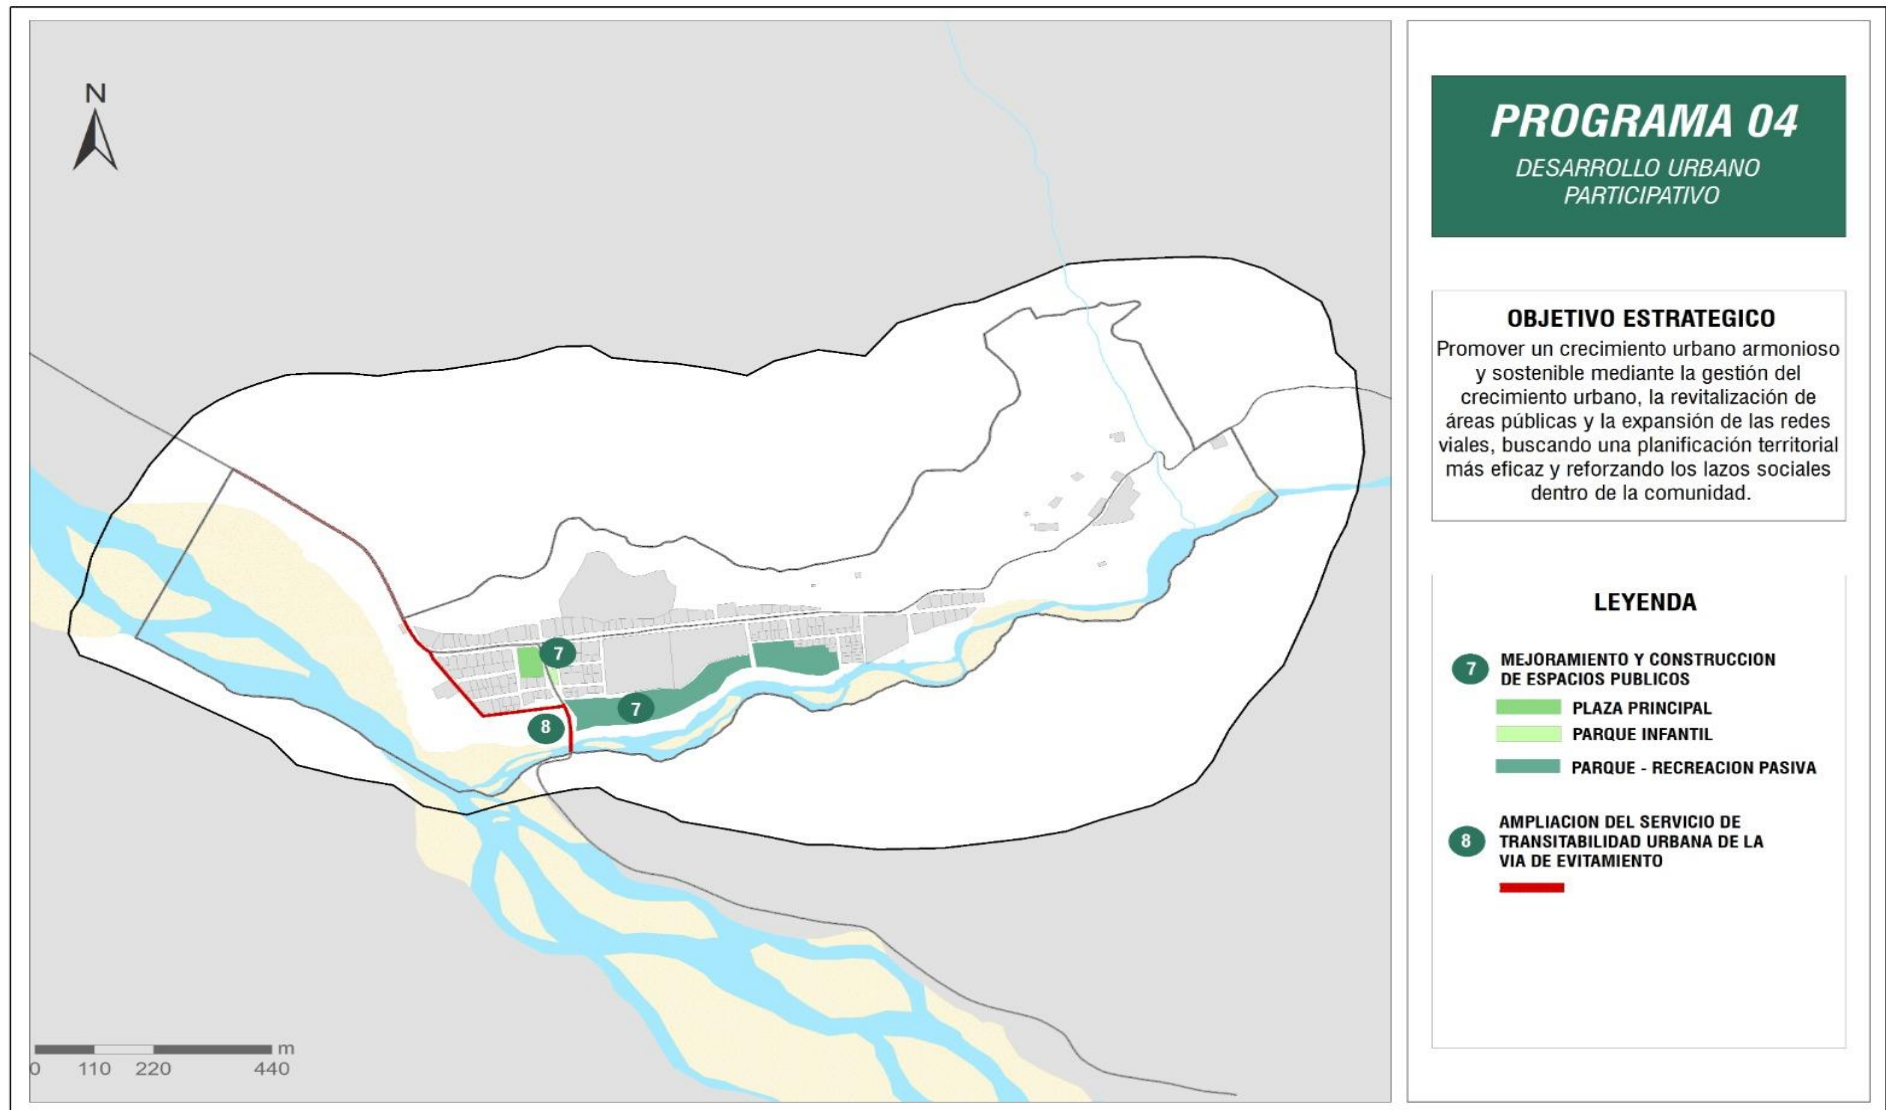 N
7
7
8
m
0 110 220 440
PROGRAMA 04
DESARROLLO URBANO
PARTICIPATIVO
OBJETIVO ESTRATEGICO
Promover un crecimiento urbano armonioso
y sostenible mediante la gestión del
crecimiento urbano, la revitalización de
áreas públicas y la expansión de las redes
viales, buscando una planificación territorial
más eficaz y reforzando los lazos sociales
dentro de la comunidad.
LEYENDA
7 MEJORAMIENTO Y CONSTRUCCION
DE ESPACIOS PUBLICOS
PLAZA PRINCIPAL
PARQUE INFANTIL
PARQUE - RECREACION PASIVA
8 AMPLIACION DEL SERVICIO DE
TRANSITABILIDAD URBANA DE LA
VIA DE EVITAMIENTO